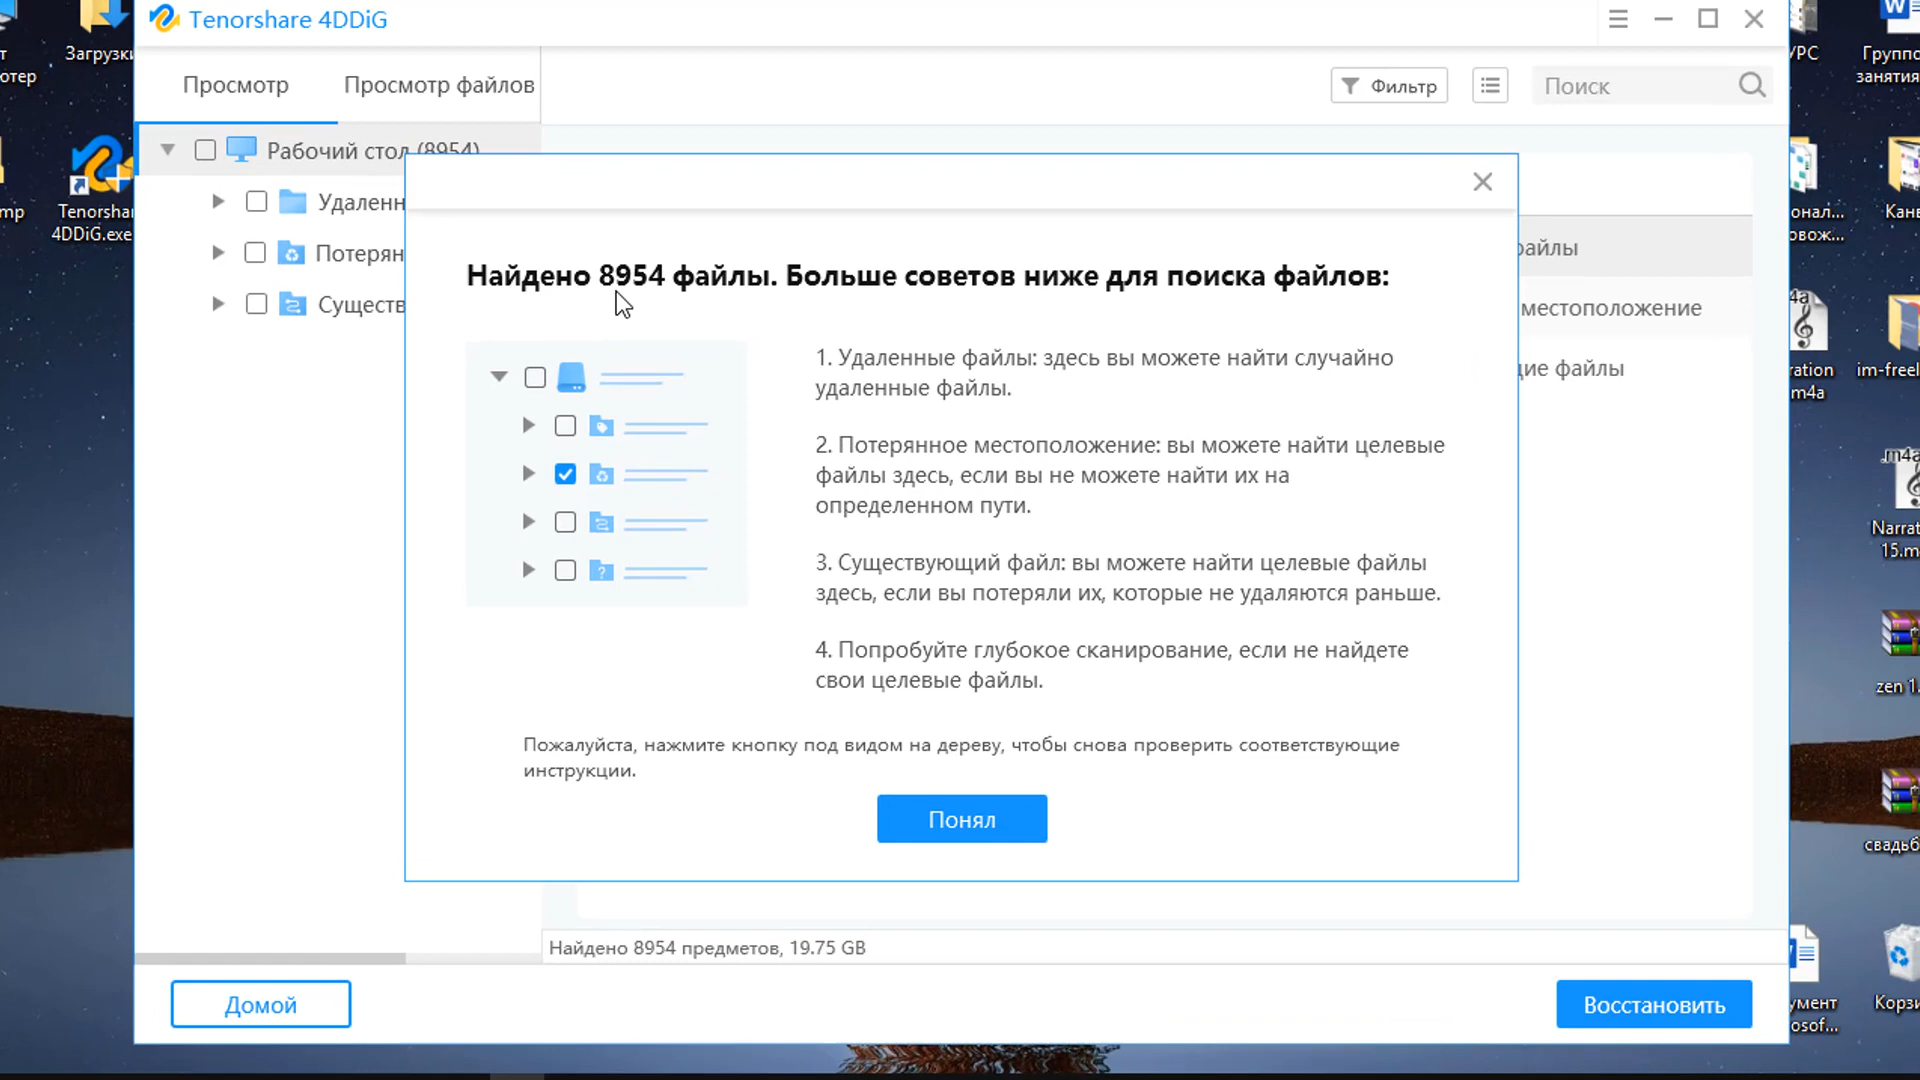 Tenorshare 4DDiG
Загрузки
Просмотр
Просмотр файлов
Фильтр
Поиск
Рабочий стол (8954)
Tenorshar
4DDiG.exe
Найдено 8954 файлы. Больше советов ниже для поиска файлов:
1. Удаленные файлы: здесь вы можете найти случайно
удаленные файлы.
2. Потерянное местоположение: вы можете найти целевые
файлы здесь, если вы не можете найти их на
определенном пути.
3. Существующий файл: вы можете найти целевые файлы
здесь, если вы потеряли их, которые не удаляются раньше.
4. Попробуйте глубокое сканирование, если не найдете
свои целевые файлы.
Пожалуйста, нажмите кнопку под видом на дереву, чтобы снова проверить соответствующие
инструкции.
Понял
местоположение
файлы
Найдено 8954 предметов, 19.75 GB
Домой
Восстановить
занятия
im-freel
zen 1.